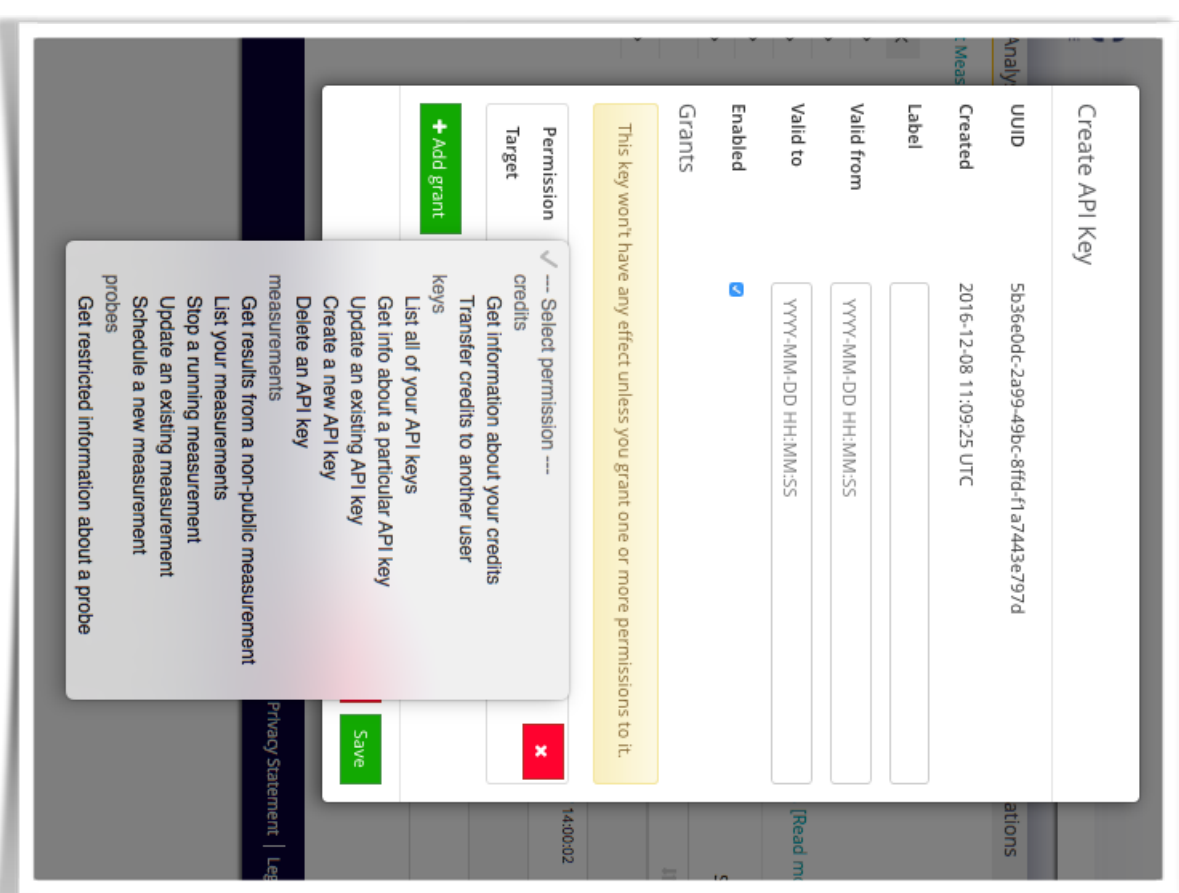 Create API Key
UUID 5b36e0dc-2a99-49bc-8ffd-f1a7443e797d
Created 2016-12-08 11:09:25 UTC
Label
Valid from YYYY-MM-DD HH:MM:SS
Valid to YYYY-MM-DD HH:MM:SS
Enabled
Grants
This key won't have any effect unless you grant one or more permissions to it.
Permission
Target
+ Add grant
✓ --- Select permission ---
credits
Get information about your credits
Transfer credits to another user
keys
List all of your API keys
Get info about a particular API key
Update an existing API key
Create a new API key
Delete an API key
measurements
Get results from a non-public measurement
List your measurements
Stop a running measurement
Update an existing measurement
Schedule a new measurement
probes
Get restricted information about a probe
Save
Analy
t Meas
ations
[Read mo
14:00:02
Privacy Statement | Leg